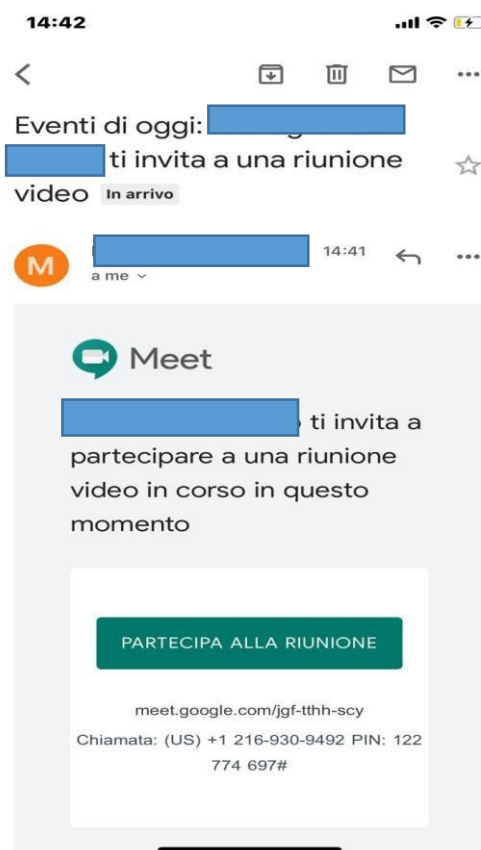 14:42
Eventi di oggi:
ti invita a una riunione
video In arrivo
M
14:41
a me
Meet
ti invita a
partecipare a una riunione
video in corso in questo
momento
PARTECIPA ALLA RIUNIONE
meet.google.com/jgf-tthh-scy
Chiamata: (US) +1 216-930-9492 PIN: 122
774 697#